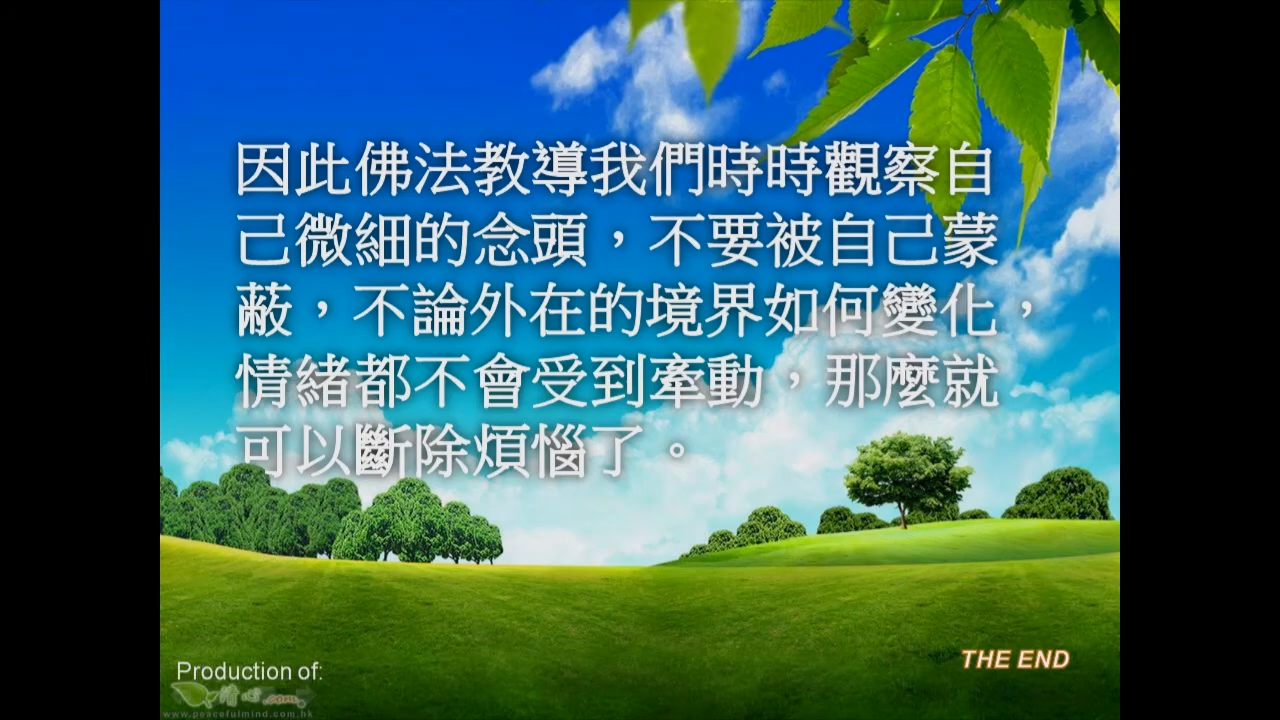 因此佛法教導我們時時觀察自
己微細的念頭，不要被自己蒙
蔽，不論外在的境界如何變化，
情緒都不會受到牽動，那麼就
可以斷除煩惱了。
THE END
Production of:
心.com
www.peacefulmind.com.hk